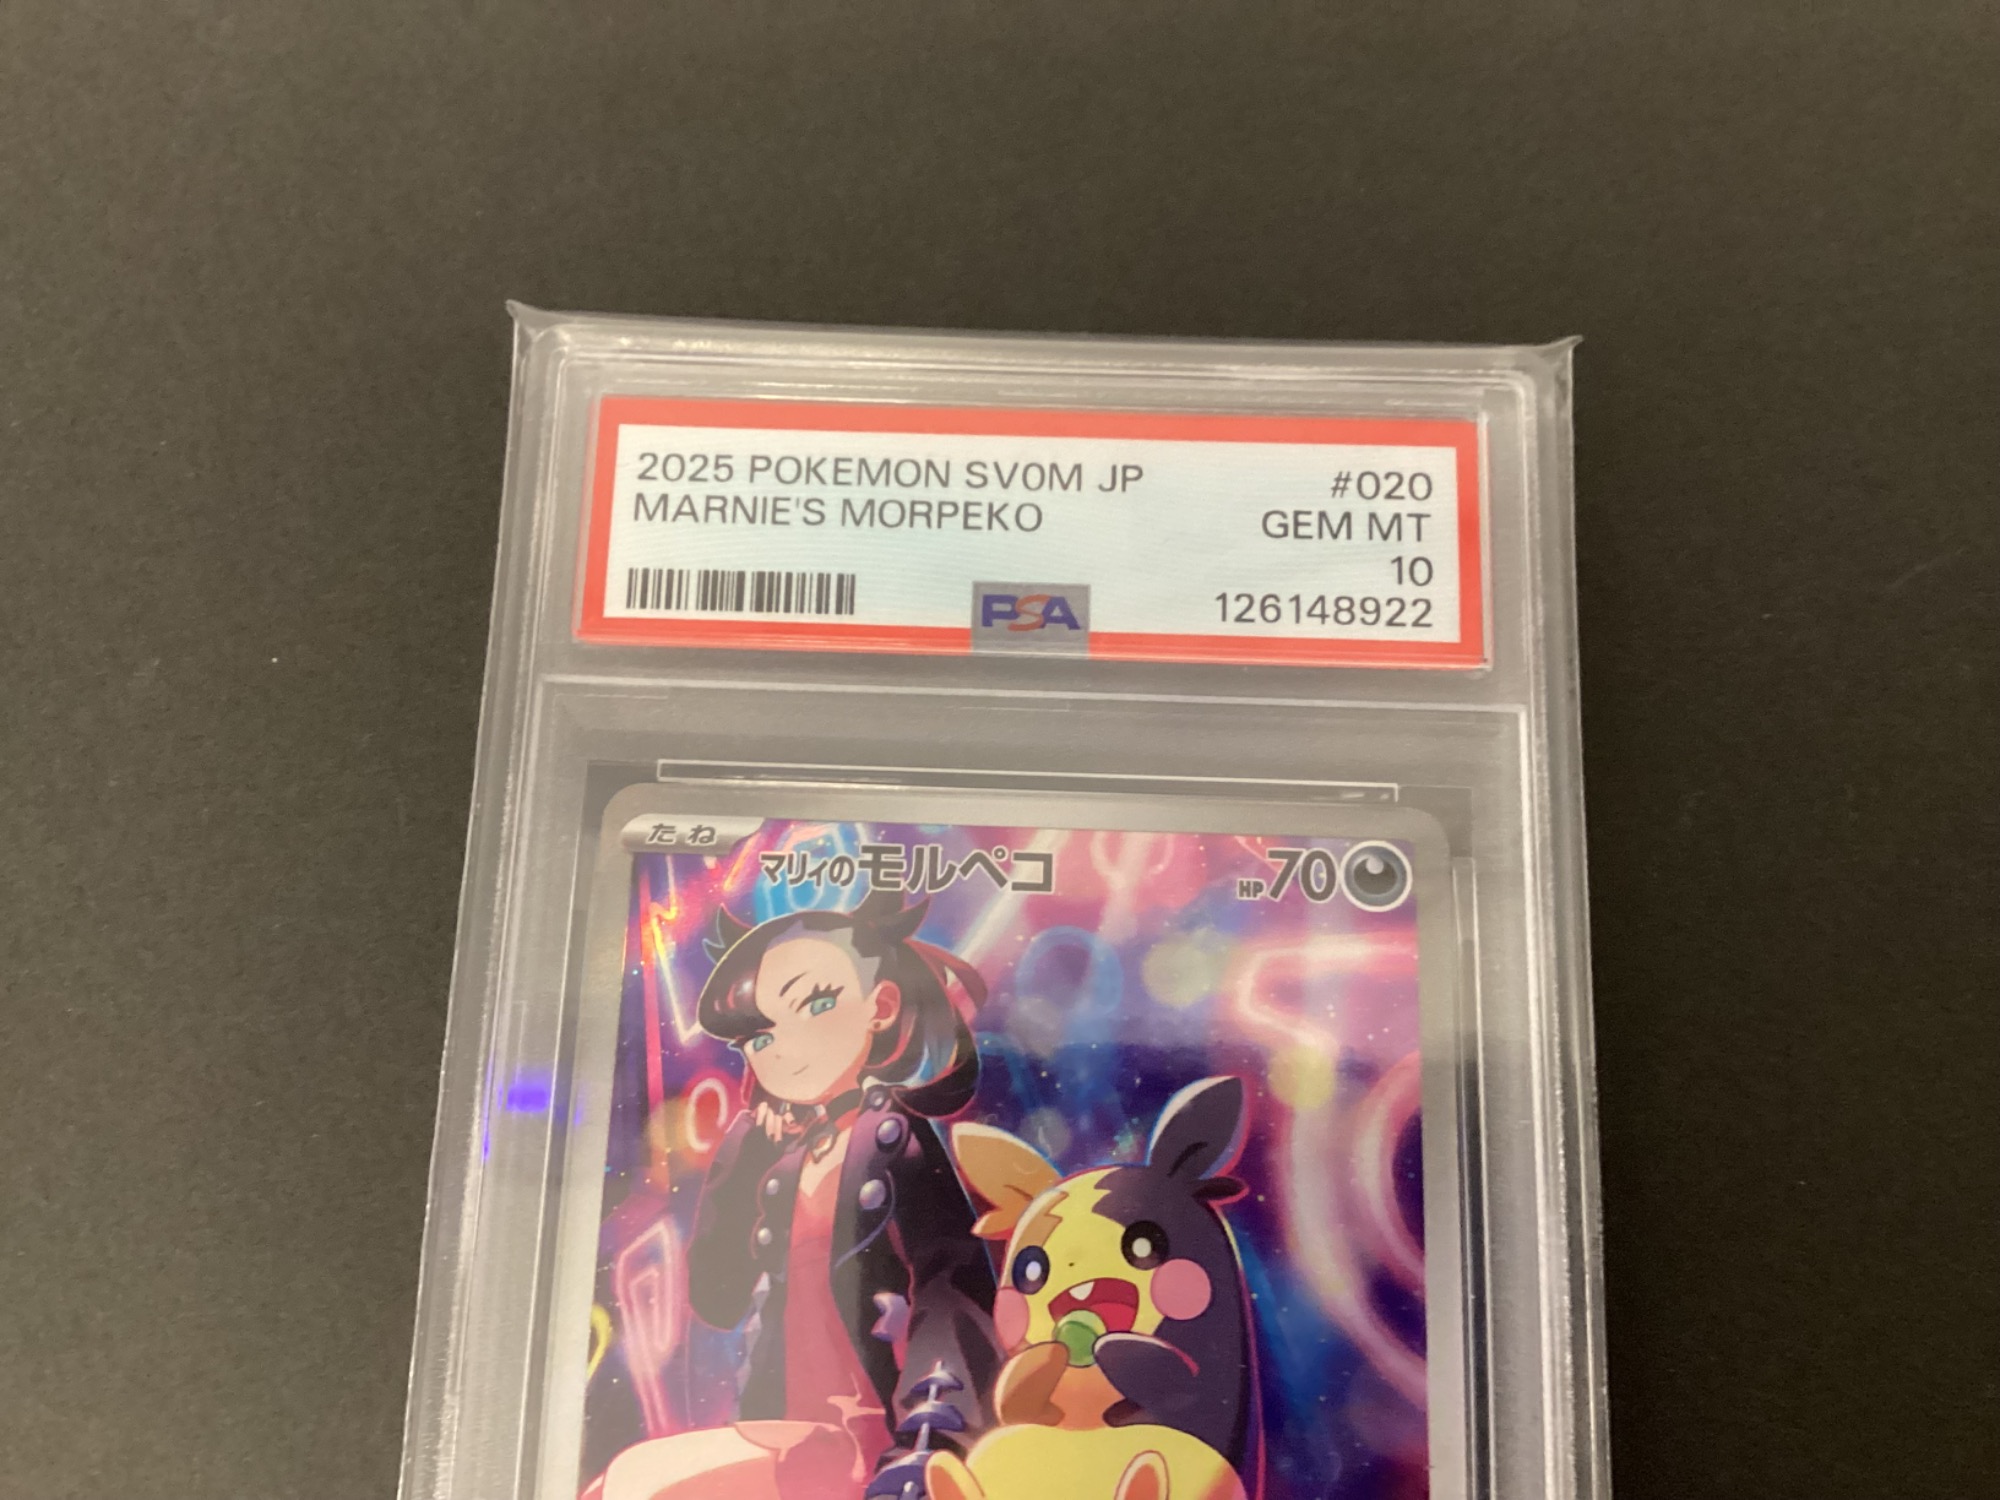 2025 POKEMON SV0M JP #020
MARNIE'S MORPEKO GEM MT
10
PSA 126148922
たね
マリィのモルペコ HP70